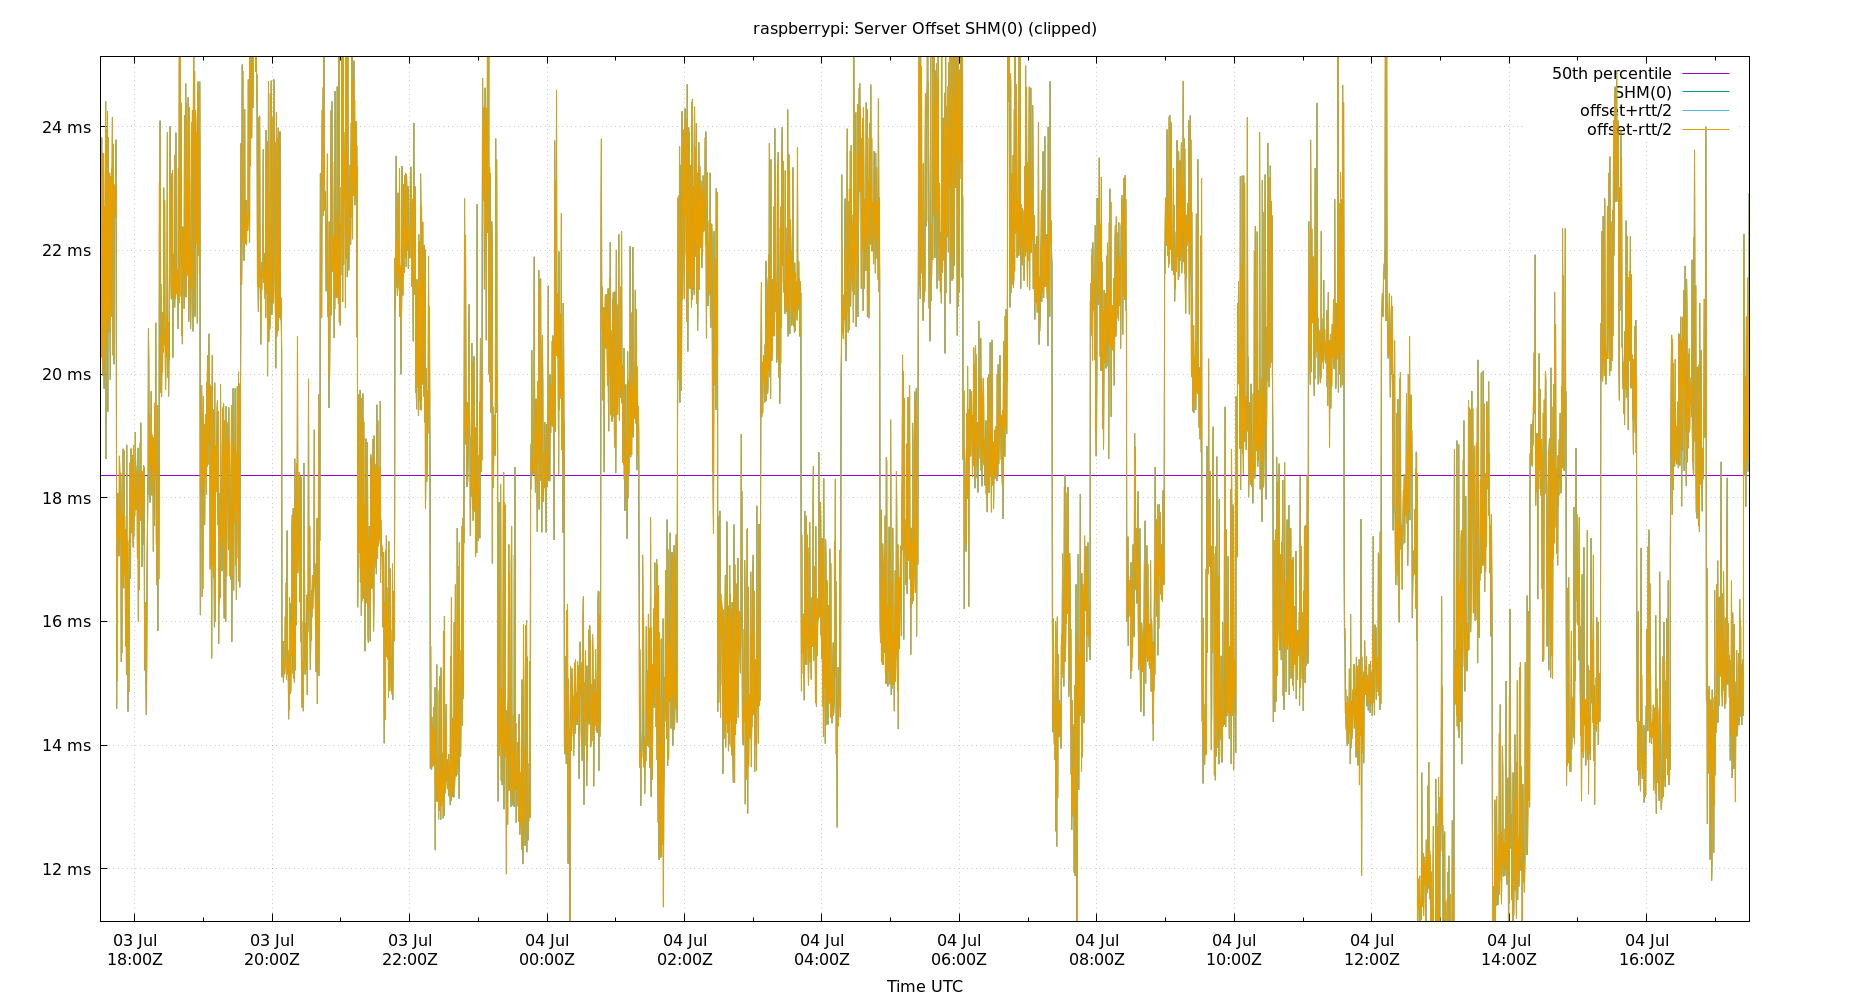 raspberrypi: Server Offset SHM(0) (clipped)
50th percentile
SHM(0)
offset+rtt/2
offset-rtt/2
24 ms
22 ms
20 ms
18 ms
16 ms
14 ms
12 ms
03 Jul 03 Jul 03 Jul 04 Jul 04 Jul 04 Jul 04 Jul 04 Jul 04 Jul 04 Jul 04 Jul 04 Jul
18:00Z 20:00Z 22:00Z 00:00Z 02:00Z 04:00Z 06:00Z 08:00Z 10:00Z 12:00Z 14:00Z 16:00Z
Time UTC